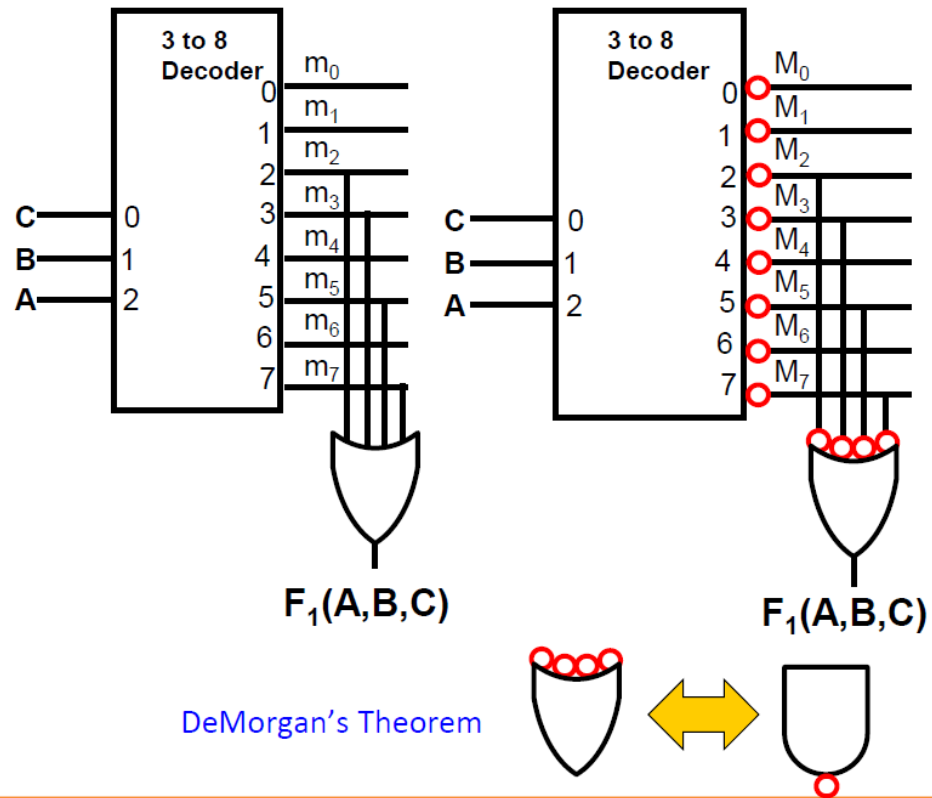 3 to 8
Decoder
0 m₀
1 m₁
2 m₂
3 m₃
4 m₄
5 m₅
6 m₆
7 m₇
C 0
B 1
A 2
F₁(A,B,C)
3 to 8
Decoder
0 M₀
1 M₁
2 M₂
3 M₃
4 M₄
5 M₅
6 M₆
7 M₇
C 0
B 1
A 2
F₁(A,B,C)
DeMorgan’s Theorem